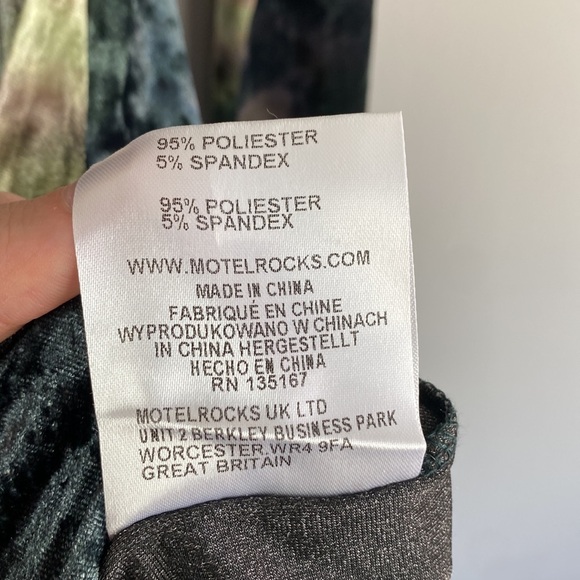 95% POLIESTER
5% SPANDEX
95% POLIESTER
5% SPANDEX
WWW.MOTELROCKS.COM
MADE IN CHINA
FABRIQUÉ EN CHINE
WYPRODUKOWANO W CHINACH
IN CHINA HERGESTELLT
HECHO EN CHINA
RN 135167
MOTELROCKS UK LTD
UNIT 2 BERKLEY BUSINESS PARK
WORCESTER.WR4 9FA
GREAT BRITAIN